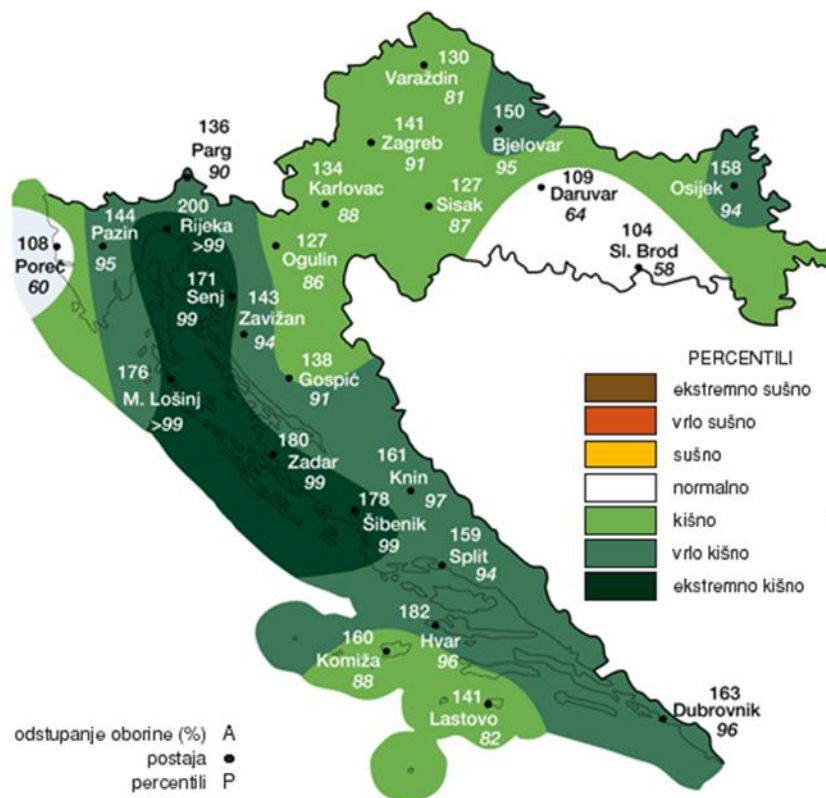 130
Varaždin
81
150
Bjelovar
95
141
Zagreb
91
136
Parg
90
134
Karlovac
88
127
Sisak
87
109
Daruvar
64
158
Osijek
94
104
Sl. Brod
58
200
Rijeka
>99
144
Pazin
95
108
Poreč
60
127
Ogulin
86
171
Senj
99
143
Zavižan
94
138
Gospić
91
176
M. Lošinj
>99
180
Zadar
99
161
Knin
97
178
Šibenik
99
159
Split
94
182
Hvar
96
160
Komiža
88
141
Lastovo
82
163
Dubrovnik
96
PERCENTILI
ekstremno sušno
vrlo sušno
sušno
normalno
kišno
vrlo kišno
ekstremno kišno
odstupanje oborine (%) A
postaja
percentili P